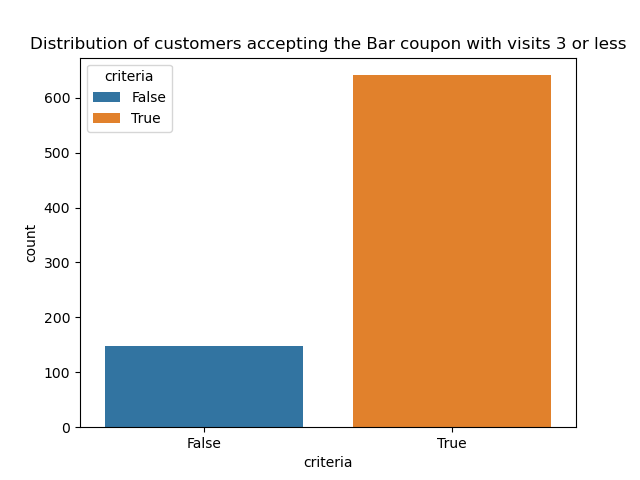 Distribution of customers accepting the Bar coupon with visits 3 or less
criteria
False
True
600
500
400
300
200
100
0
count
False True
criteria